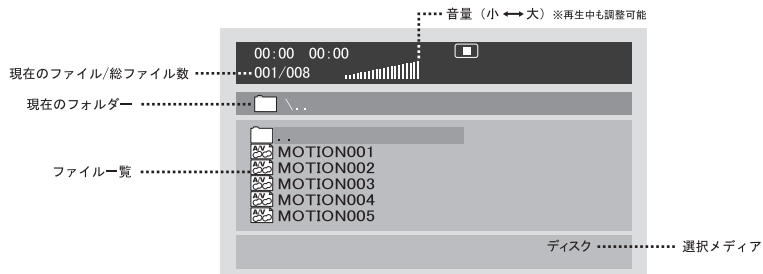 音量（小 ⟷ 大）※再生中も調整可能
00:00 00:00
現在のファイル/総ファイル数
001/008
現在のフォルダー
\..
..
MOTION001
ファイル一覧
MOTION002
MOTION003
MOTION004
MOTION005
ディスク
選択メディア